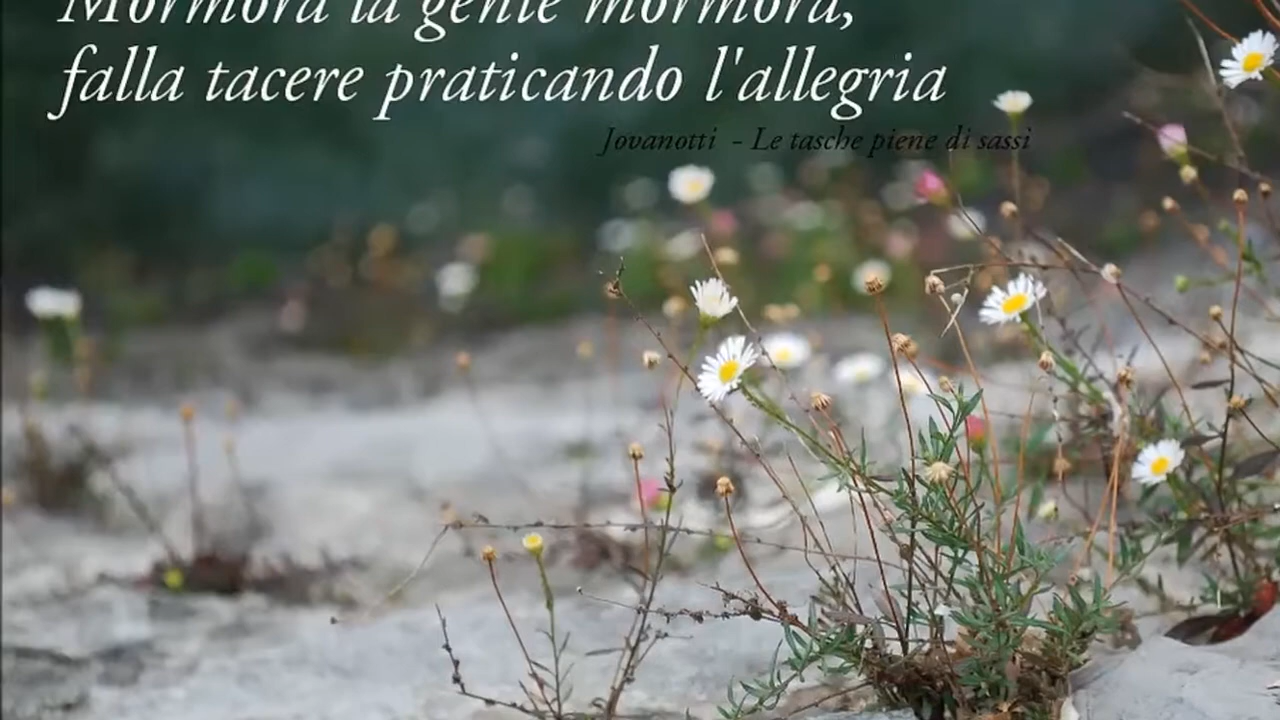 Mormora la gente mormora,
falla tacere praticando l'allegria
Jovanotti - Le tasche piene di sassi